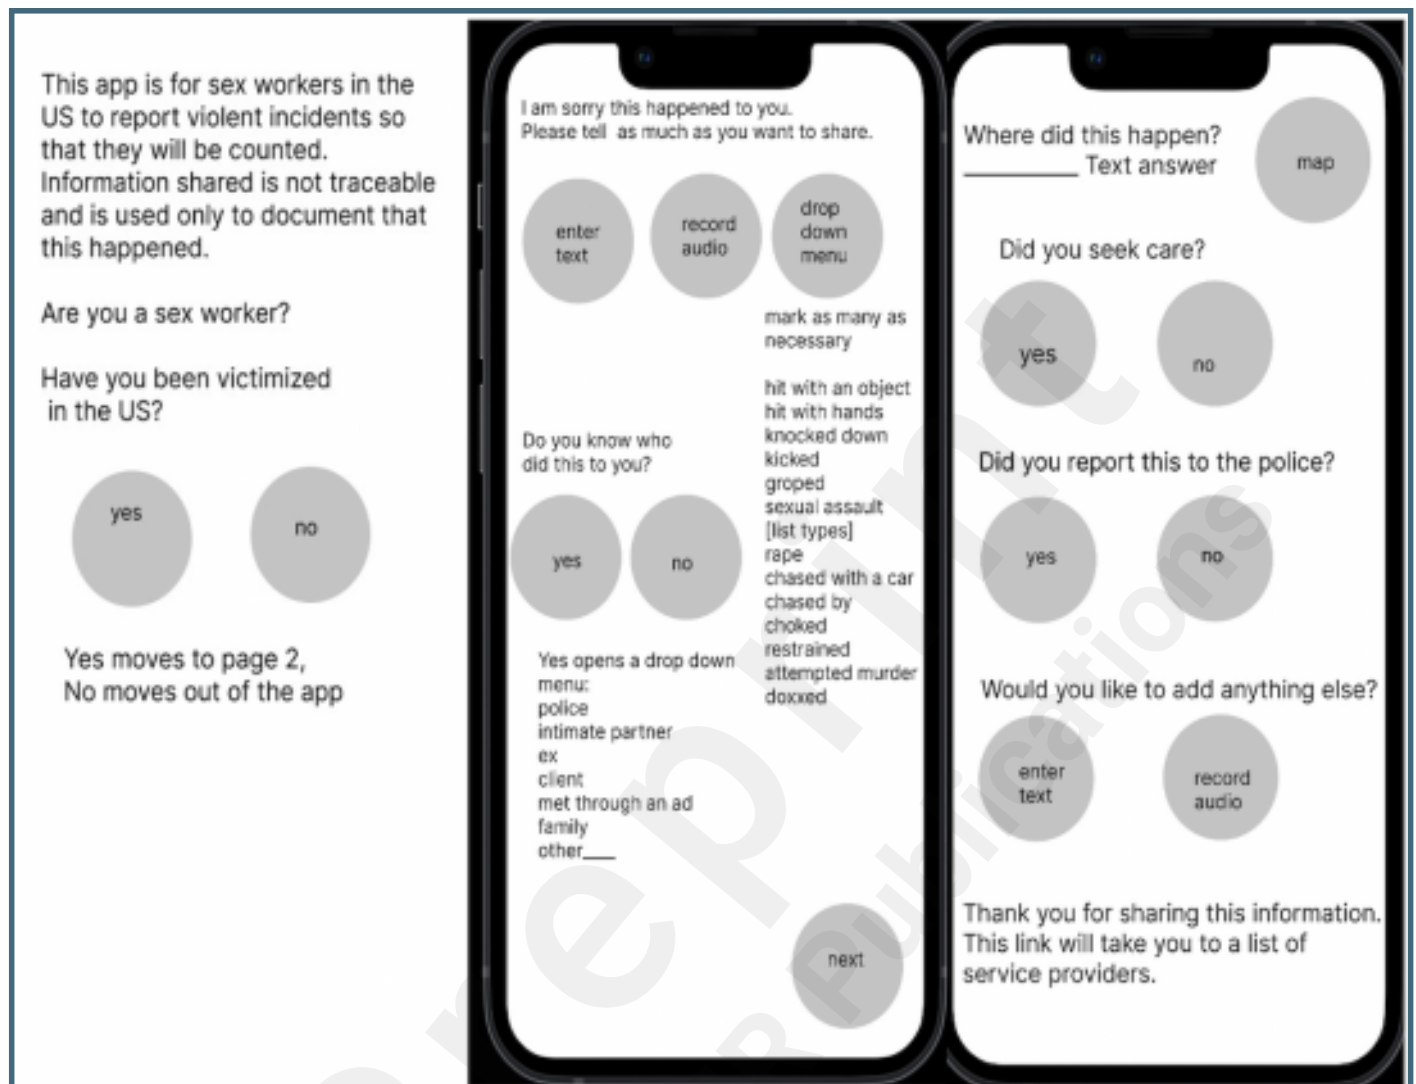 This app is for sex workers in the
US to report violent incidents so
that they will be counted.
Information shared is not traceable
and is used only to document that
this happened.
Are you a sex worker?
Have you been victimized
in the US?
yes
no
Yes moves to page 2,
No moves out of the app
I am sorry this happened to you.
Please tell as much as you want to share.
enter
text
record
audio
drop
down
menu
mark as many as
necessary
hit with an object
hit with hands
knocked down
kicked
groped
sexual assault
[list types]
rape
chased with a car
chased by
choked
restrained
attempted murder
doxxed
Do you know who
did this to you?
yes
no
Yes opens a drop down
menu:
police
intimate partner
ex
client
met through an ad
family
other___
next
Where did this happen?
_________ Text answer
map
Did you seek care?
yes
no
Did you report this to the police?
yes
no
Would you like to add anything else?
enter
text
record
audio
Thank you for sharing this information.
This link will take you to a list of
service providers.
eprint
R Publications